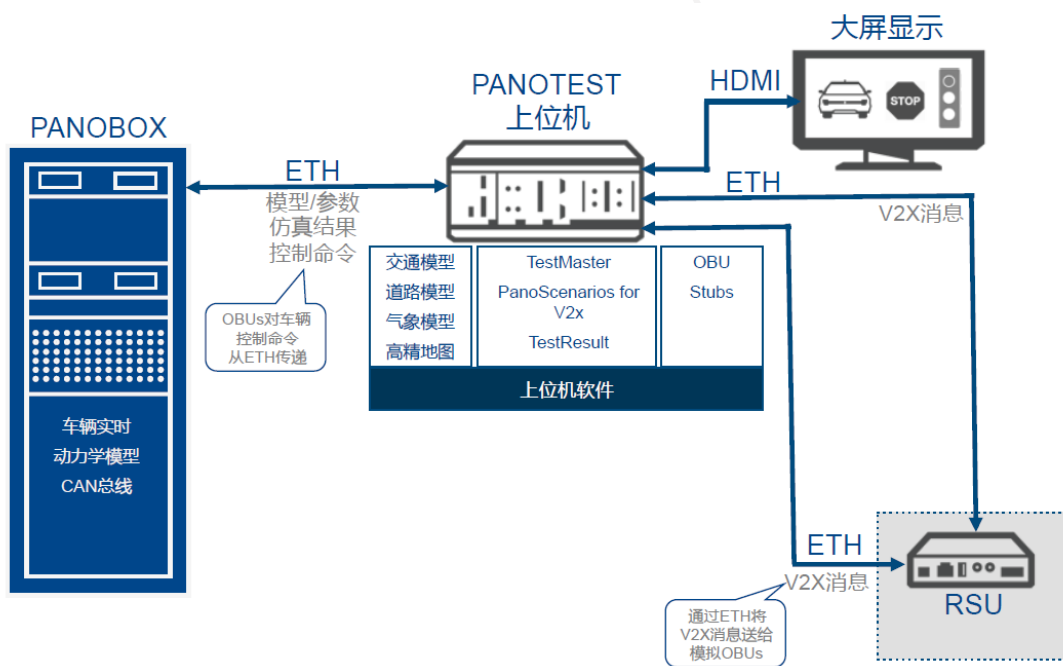 大屏显示
HDMI
STOP
PANOTEST
上位机
PANOBOX
ETH
模型/参数
仿真结果
控制命令
ETH
V2X消息
OBUs对车辆
控制命令
从ETH传递
交通模型
道路模型
气象模型
高精地图
TestMaster
PanoScenarios for
V2x
TestResult
OBU
Stubs
上位机软件
车辆实时
动力学模型
CAN总线
ETH
V2X消息
RSU
通过ETH将
V2X消息送给
模拟OBUs